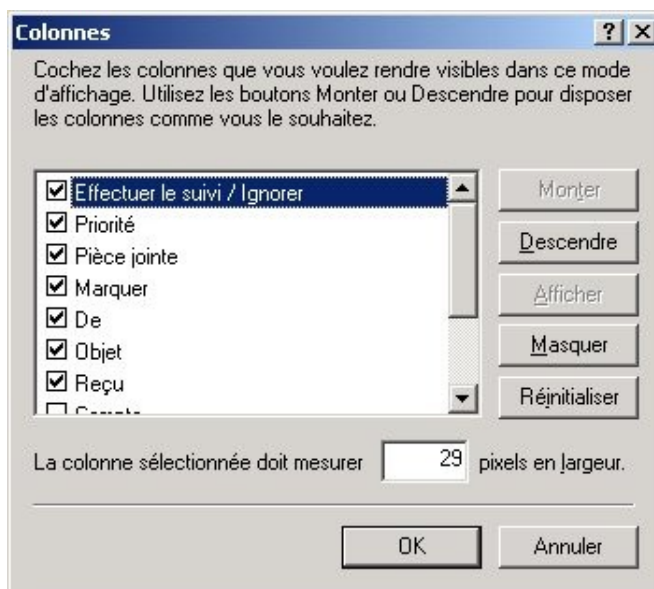 Colonnes
Cochez les colonnes que vous voulez rendre visibles dans ce mode
d'affichage. Utilisez les boutons Monter ou Descendre pour disposer
les colonnes comme vous le souhaitez.
Effectuer le suivi / Ignorer
Priorité
Pièce jointe
Marquer
De
Objet
Reçu
Monter
Descendre
Afficher
Masquer
Réinitialiser
La colonne sélectionnée doit mesurer 29 pixels en largeur.
OK
Annuler